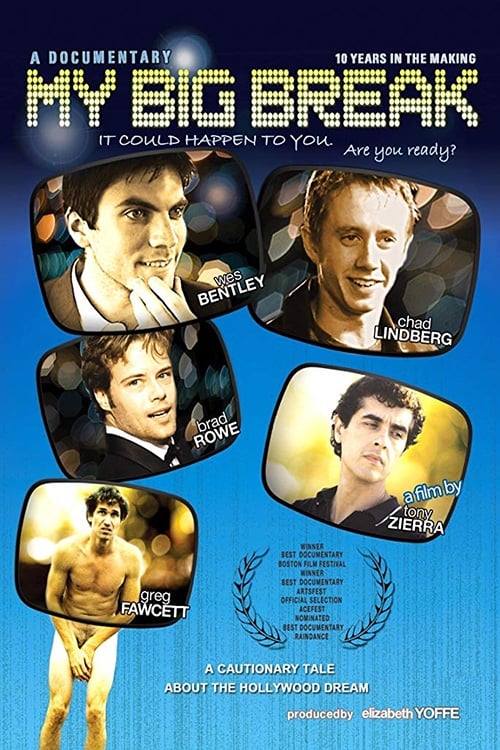 A DOCUMENTARY
10 YEARS IN THE MAKING
MY BIG BREAK
IT COULD HAPPEN TO YOU.
Are you ready?
wes
BENTLEY
chad
LINDBERG
brad
ROWE
a film by
tony
ZIERRA
greg
FAWCETT
WINNER
BEST DOCUMENTARY
BOSTON FILM FESTIVAL
WINNER
BEST DOCUMENTARY
ARTSFEST
OFFICIAL SELECTION
ACEFEST
NOMINATED
BEST DOCUMENTARY
RAINDANCE
A CAUTIONARY TALE
ABOUT THE HOLLYWOOD DREAM
produced by elizabeth YOFFE